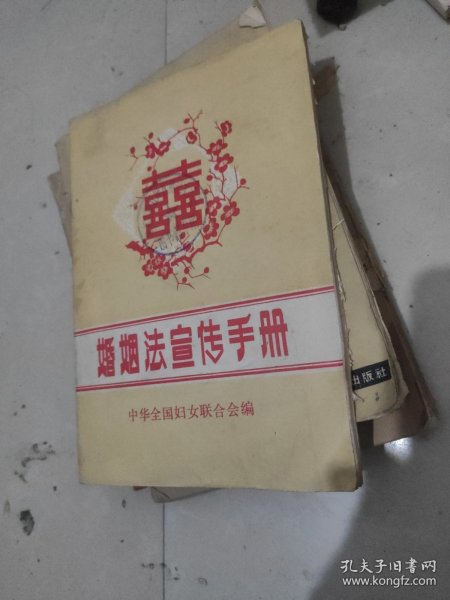 囍
婚姻法宣传手册
中华全国妇女联合会编
出版社
孔夫子旧书网
www.kongfz.com